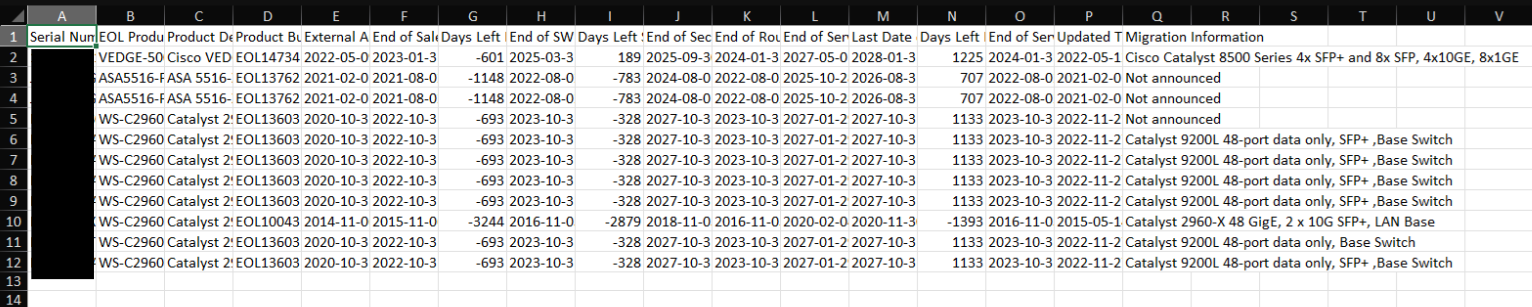 A B C D E F G H I J K L M N O P Q R S T U V
1 Serial Num EOL Produ Product De Product Bu External A End of Sale Days Left End of SW Days Left End of Sec End of Rou End of Serv Last Date Days Left End of Ser Updated T Migration Information
2 VEDGE-50 Cisco VED EOL14734 2022-05-0 2023-01-3 -601 2025-03-3 189 2025-09-3 2024-01-3 2027-05-0 2028-01-3 1225 2024-01-3 2022-05-1 Cisco Catalyst 8500 Series 4x SFP+ and 8x SFP, 4x10GE, 8x1GE
3 ASA5516-F ASA 5516- EOL13762 2021-02-0 2021-08-0 -1148 2022-08-0 -783 2024-08-0 2022-08-0 2025-10-2 2026-08-3 707 2022-08-0 2021-02-0 Not announced
4 ASA5516-F ASA 5516- EOL13762 2021-02-0 2021-08-0 -1148 2022-08-0 -783 2024-08-0 2022-08-0 2025-10-2 2026-08-3 707 2022-08-0 2021-02-0 Not announced
5 WS-C2960 Catalyst 29 EOL13603 2020-10-3 2022-10-3 -693 2023-10-3 -328 2027-10-3 2023-10-3 2027-01-2 2027-10-3 1133 2023-10-3 2022-11-2 Not announced
6 WS-C2960 Catalyst 29 EOL13603 2020-10-3 2022-10-3 -693 2023-10-3 -328 2027-10-3 2023-10-3 2027-01-2 2027-10-3 1133 2023-10-3 2022-11-2 Catalyst 9200L 48-port data only, SFP+ ,Base Switch
7 WS-C2960 Catalyst 29 EOL13603 2020-10-3 2022-10-3 -693 2023-10-3 -328 2027-10-3 2023-10-3 2027-01-2 2027-10-3 1133 2023-10-3 2022-11-2 Catalyst 9200L 48-port data only, SFP+ ,Base Switch
8 WS-C2960 Catalyst 29 EOL13603 2020-10-3 2022-10-3 -693 2023-10-3 -328 2027-10-3 2023-10-3 2027-01-2 2027-10-3 1133 2023-10-3 2022-11-2 Catalyst 9200L 48-port data only, SFP+ ,Base Switch
9 WS-C2960 Catalyst 29 EOL13603 2020-10-3 2022-10-3 -693 2023-10-3 -328 2027-10-3 2023-10-3 2027-01-2 2027-10-3 1133 2023-10-3 2022-11-2 Catalyst 9200L 48-port data only, SFP+ ,Base Switch
10 WS-C2960 Catalyst 29 EOL10043 2014-11-0 2015-11-0 -3244 2016-11-0 -2879 2018-11-0 2016-11-0 2020-02-0 2020-11-3 -1393 2016-11-0 2015-05-1 Catalyst 2960-X 48 GigE, 2 x 10G SFP+, LAN Base
11 WS-C2960 Catalyst 29 EOL13603 2020-10-3 2022-10-3 -693 2023-10-3 -328 2027-10-3 2023-10-3 2027-01-2 2027-10-3 1133 2023-10-3 2022-11-2 Catalyst 9200L 48-port data only, Base Switch
12 WS-C2960 Catalyst 29 EOL13603 2020-10-3 2022-10-3 -693 2023-10-3 -328 2027-10-3 2023-10-3 2027-01-2 2027-10-3 1133 2023-10-3 2022-11-2 Catalyst 9200L 48-port data only, SFP+ ,Base Switch
13
14